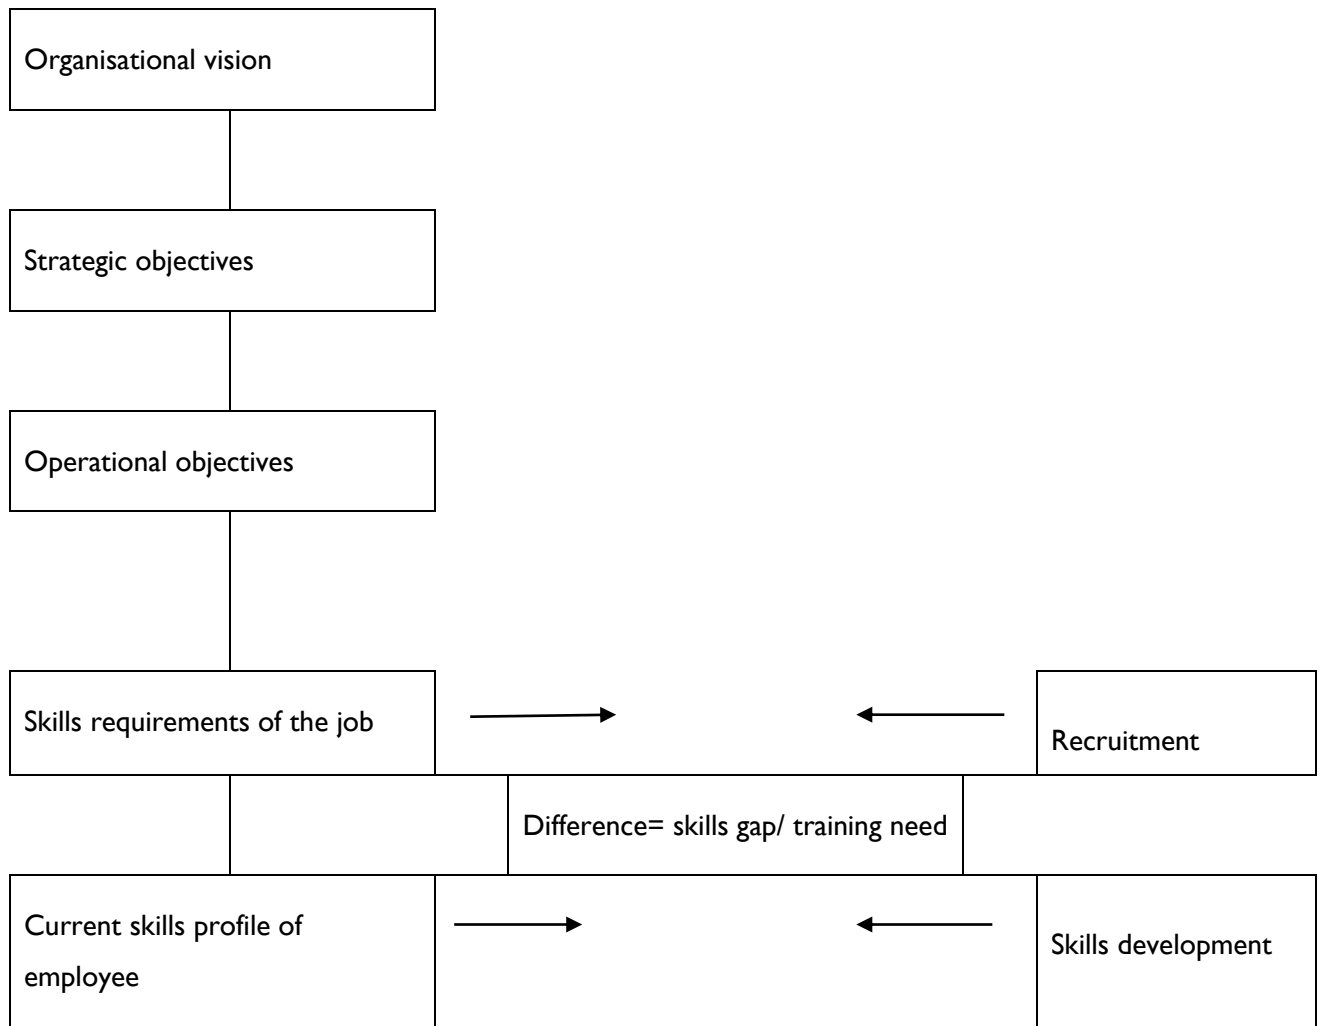 Organisational vision
Strategic objectives
Operational objectives
Skills requirements of the job
Recruitment
Difference= skills gap/ training need
Current skills profile of
employee
Skills development